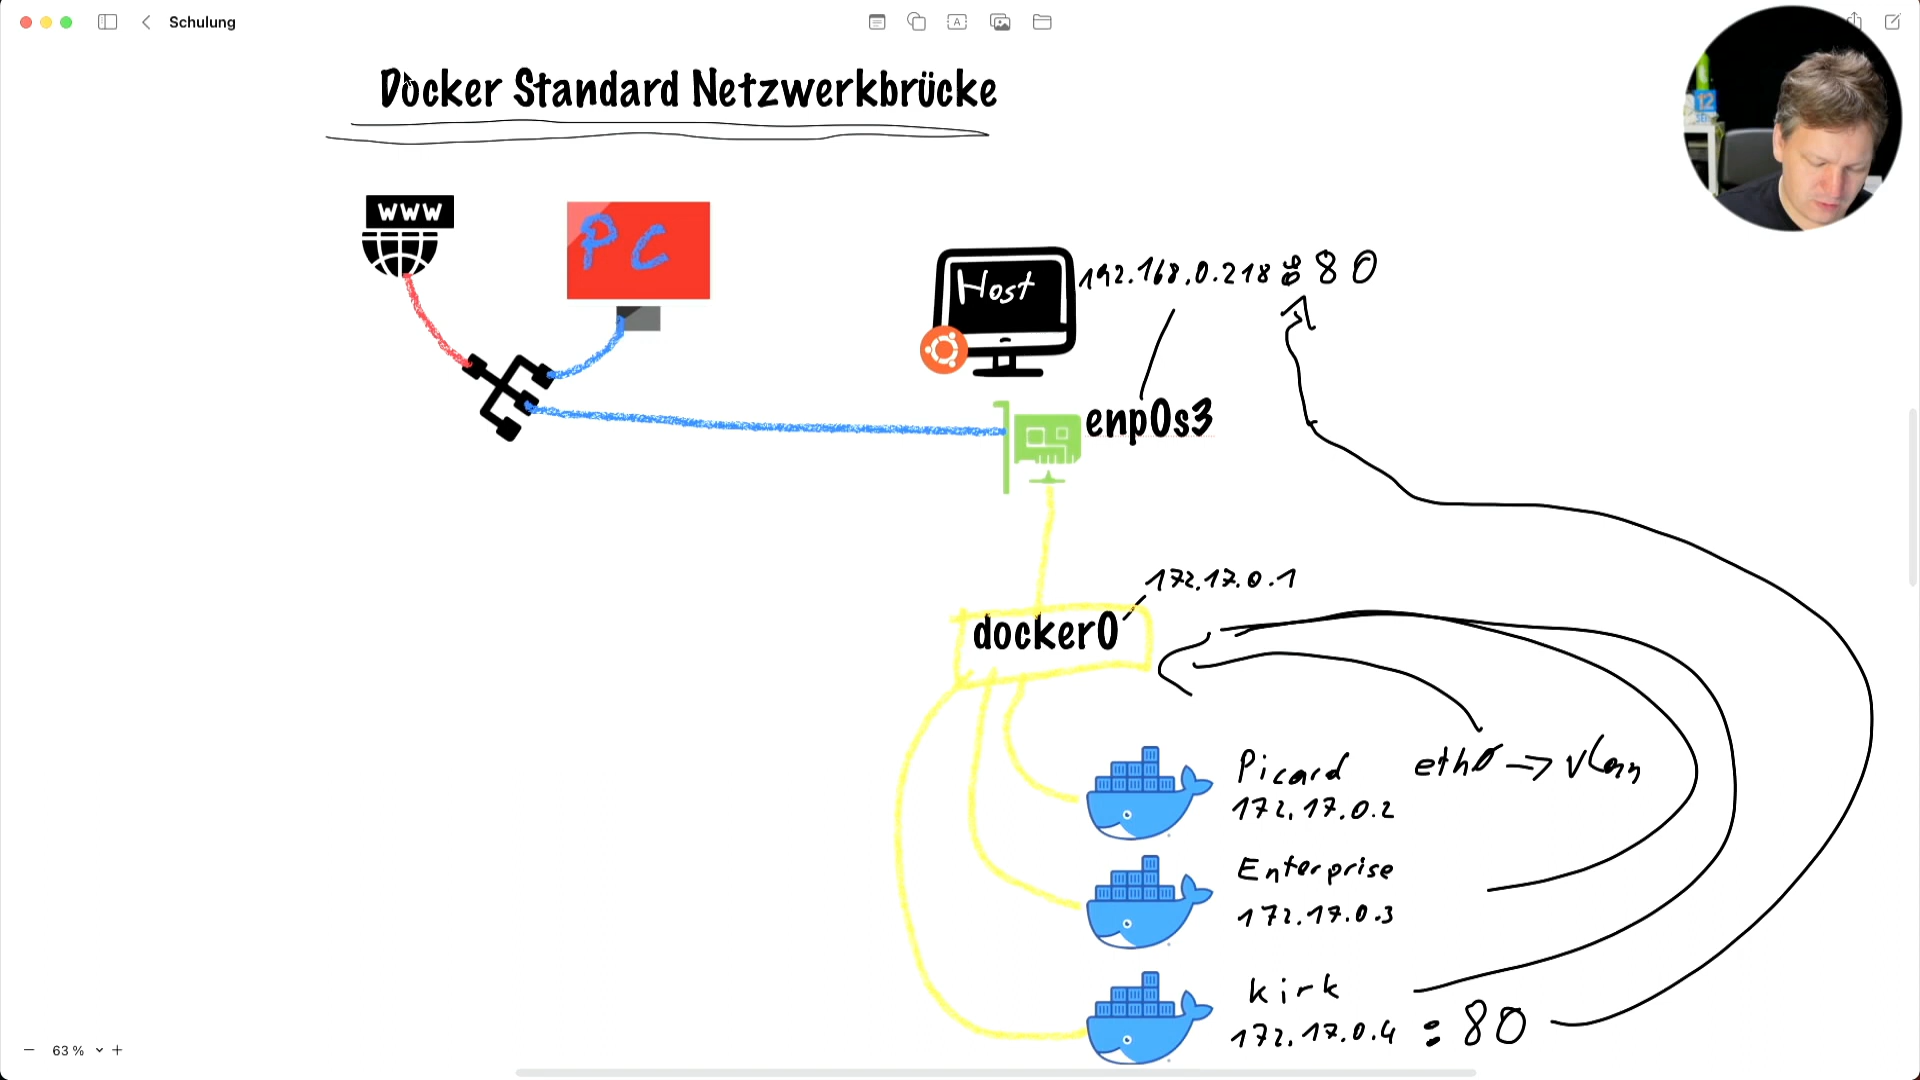 Schulung
Docker Standard Netzwerkbrücke
WWW
PC
Host
192.168.0.218:80
enp0s3
172.17.0.1
docker0
Picard eth0 -> vlan
172.17.0.2
Enterprise
172.17.0.3
kirk
172.17.0.4 : 80
63 %
12